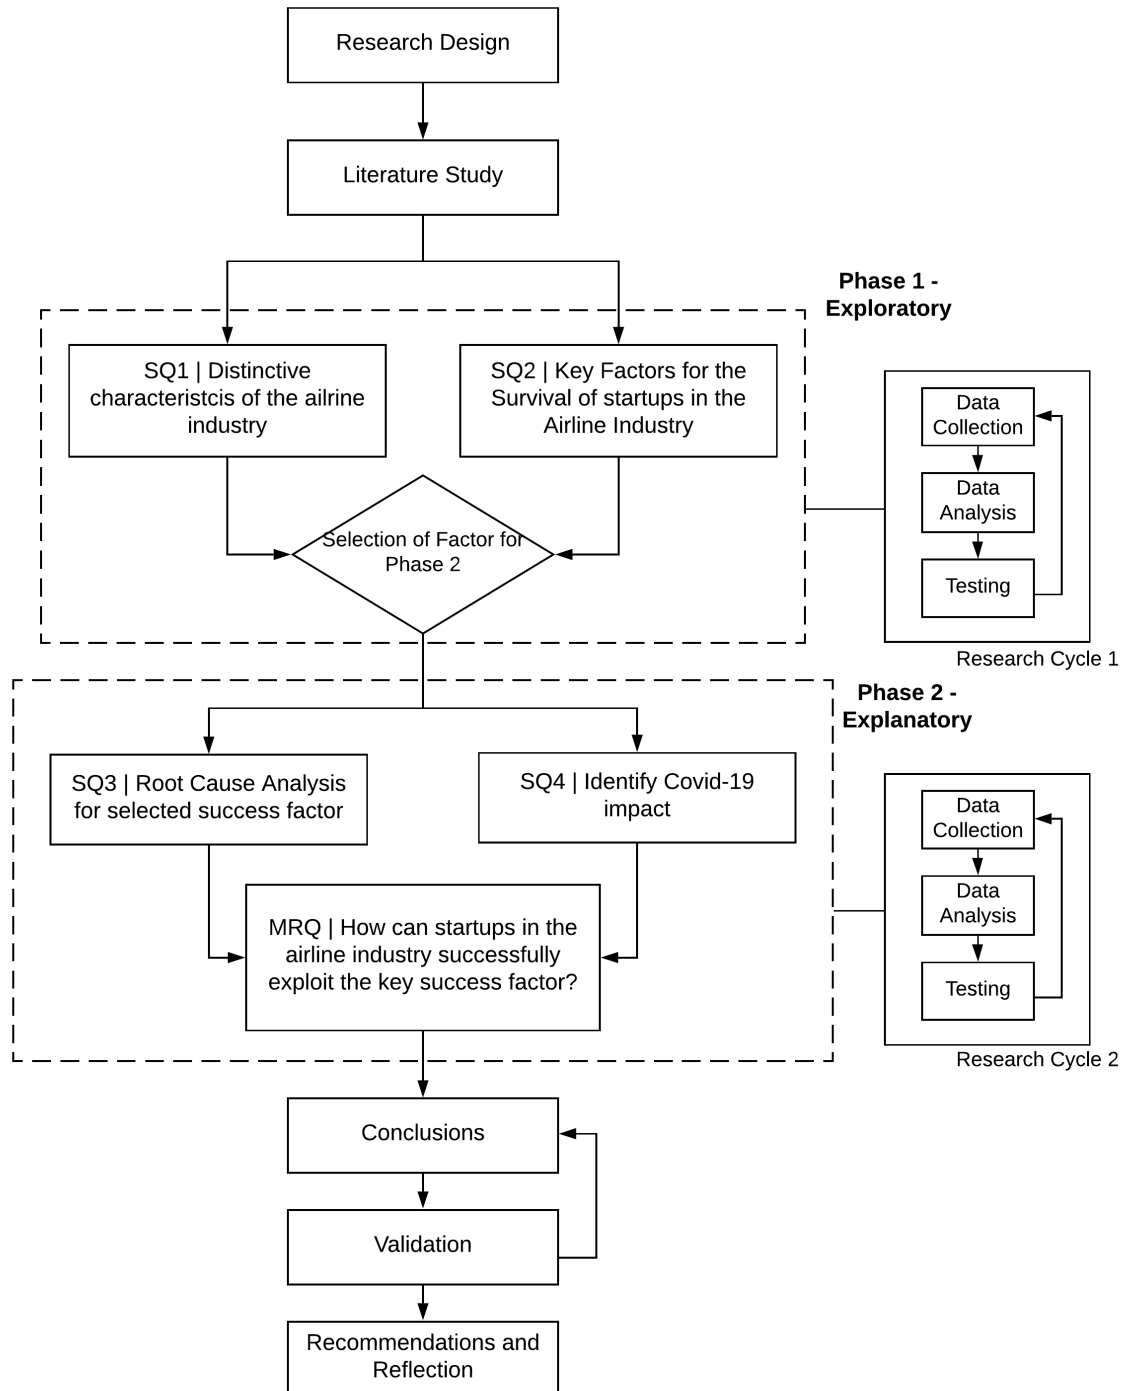 Research Design
Literature Study
Phase 1 -
Exploratory
SQ1 | Distinctive
characteristcis of the ailrine
industry
SQ2 | Key Factors for the
Survival of startups in the
Airline Industry
Selection of Factor for
Phase 2
Data
Collection
Data
Analysis
Testing
Research Cycle 1
Phase 2 -
Explanatory
SQ3 | Root Cause Analysis
for selected success factor
SQ4 | Identify Covid-19
impact
MRQ | How can startups in the
airline industry successfully
exploit the key success factor?
Data
Collection
Data
Analysis
Testing
Research Cycle 2
Conclusions
Validation
Recommendations and
Reflection